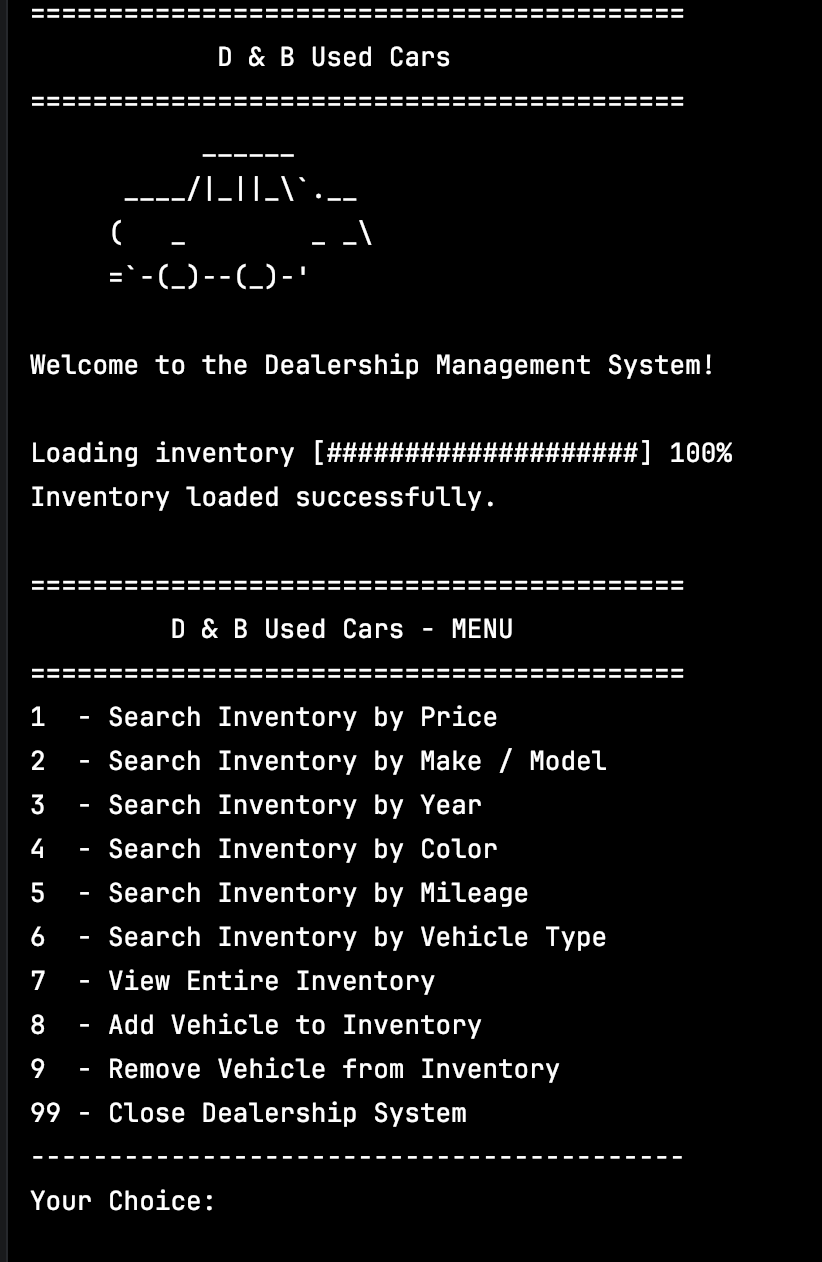 ==========================================
            D & B Used Cars
==========================================
           ______
      ____/|_||_\`.__
     (   _        _ _\
     =`-(_)--(_)-'

Welcome to the Dealership Management System!

Loading inventory [####################] 100%
Inventory loaded successfully.

==========================================
         D & B Used Cars - MENU
==========================================
1  - Search Inventory by Price
2  - Search Inventory by Make / Model
3  - Search Inventory by Year
4  - Search Inventory by Color
5  - Search Inventory by Mileage
6  - Search Inventory by Vehicle Type
7  - View Entire Inventory
8  - Add Vehicle to Inventory
9  - Remove Vehicle from Inventory
99 - Close Dealership System
------------------------------------------
Your Choice: